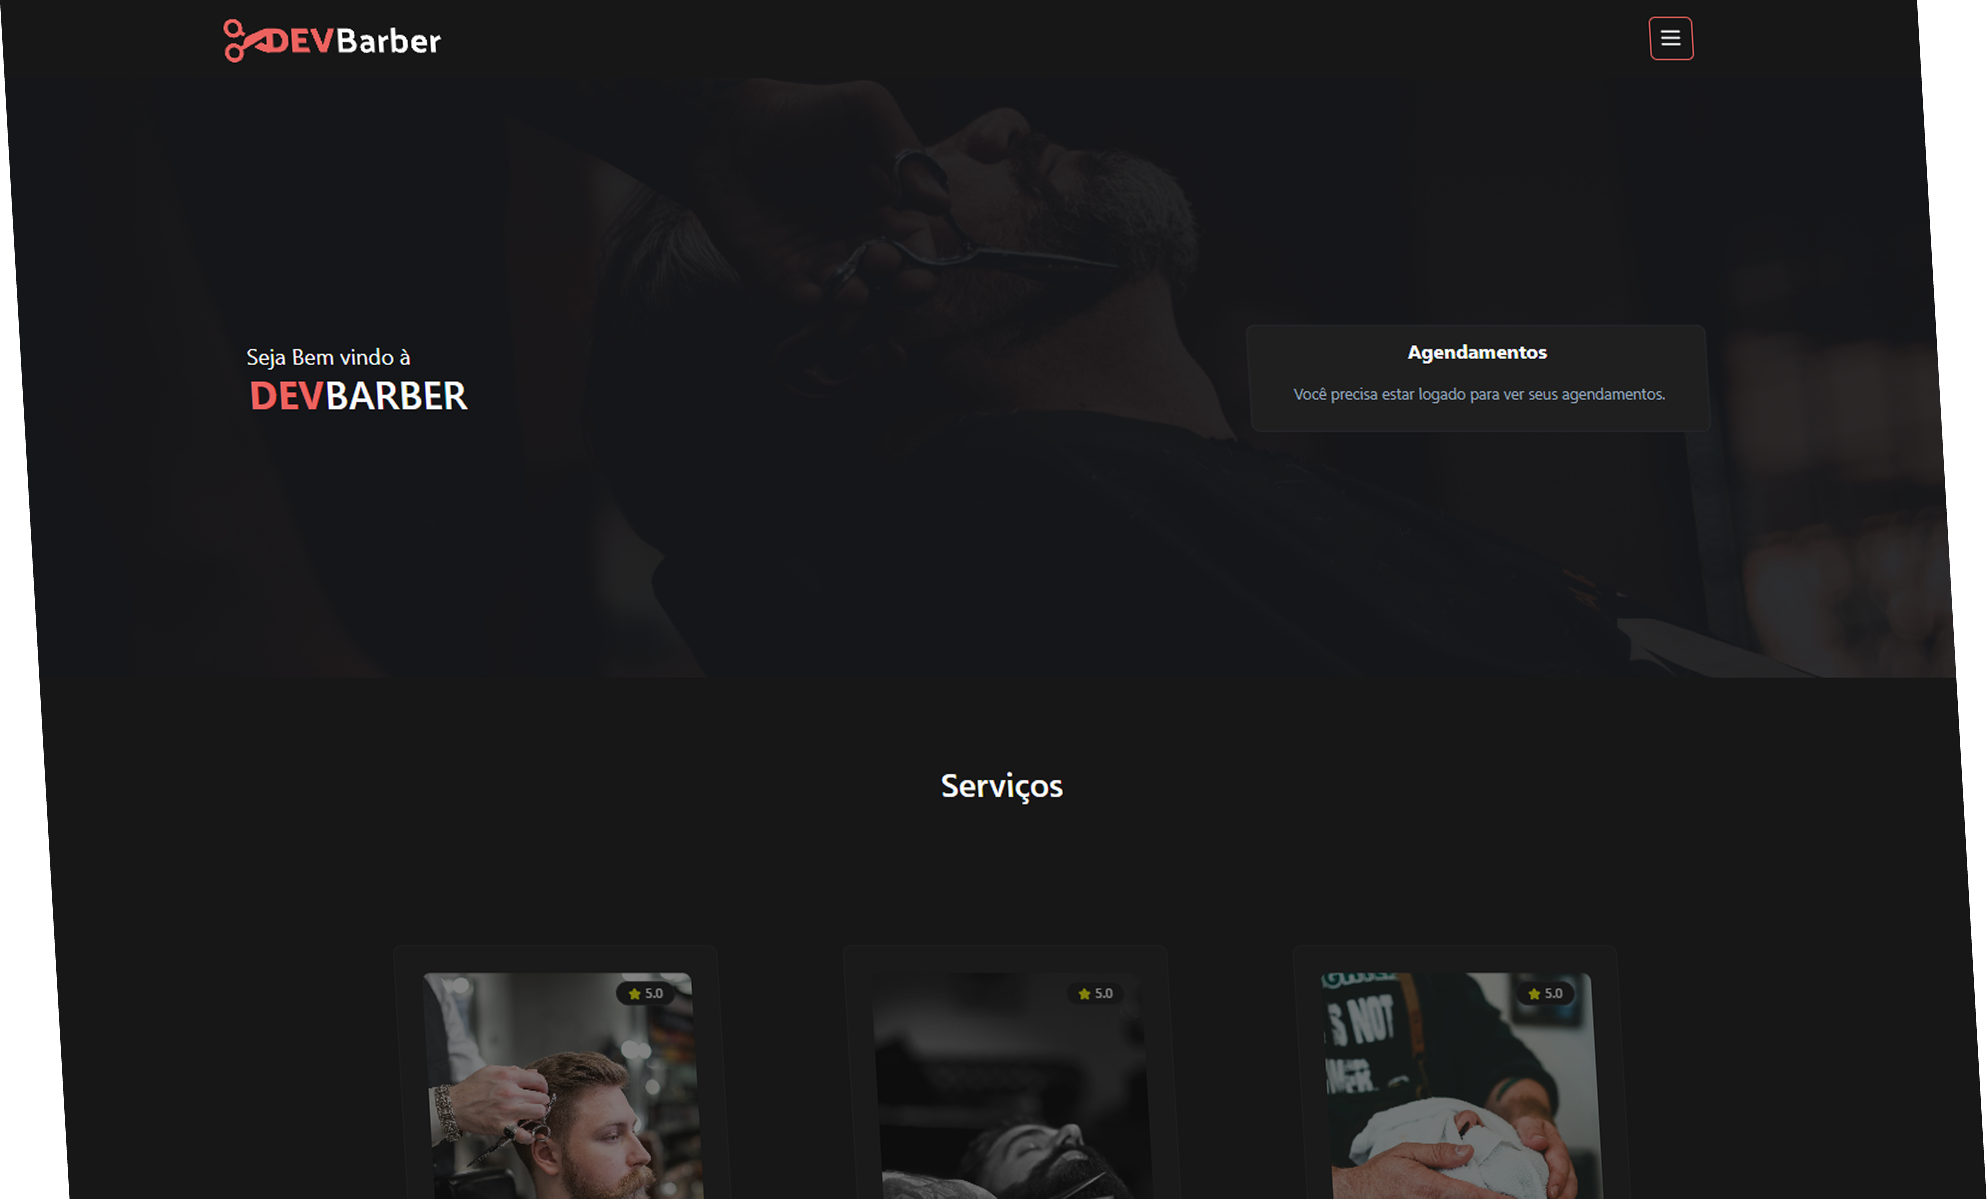 DEVBarber
Seja Bem vindo à
DEVBARBER
Agendamentos
Você precisa estar logado para ver seus agendamentos.
Serviços
5.0
5.0
5.0
S NOT